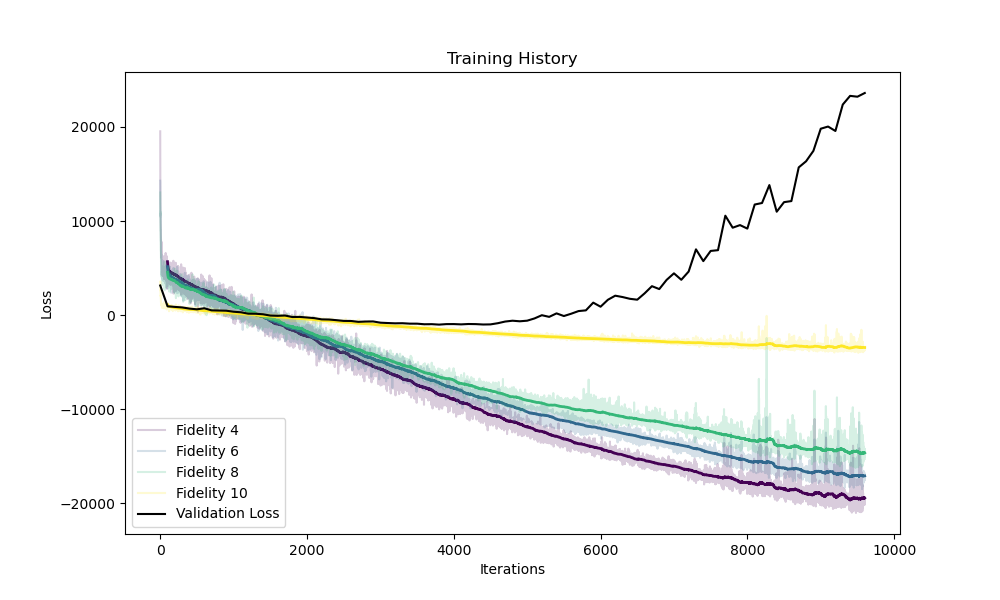 Training History
Loss
20000
10000
0
−10000
−20000
Fidelity 4
Fidelity 6
Fidelity 8
Fidelity 10
Validation Loss
0 2000 4000 6000 8000 10000
Iterations